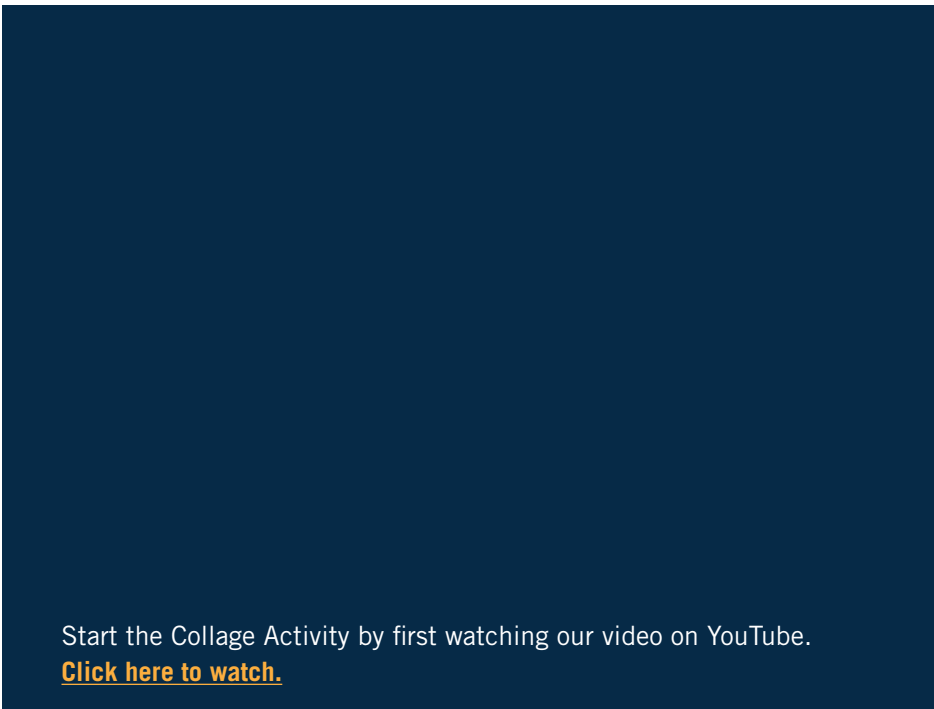 Start the Collage Activity by first watching our video on YouTube.
Click here to watch.